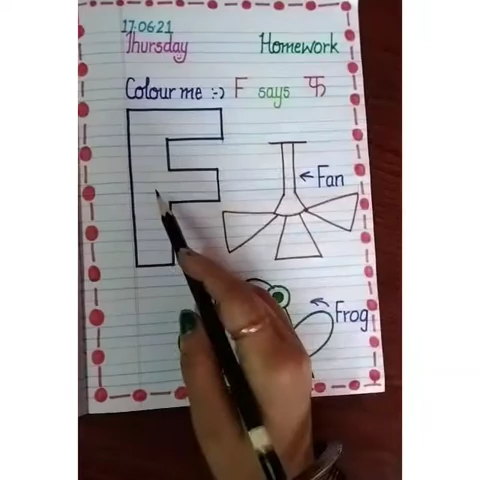 17.06.21
Thursday Homework
Colour me :-) F says फ
F
Fan
Frog